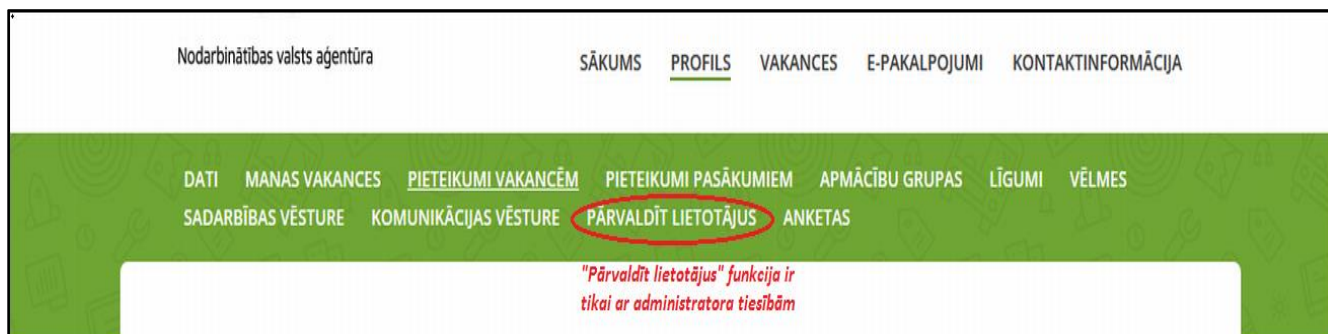 Nodarbinātības valsts aģentūra
SĀKUMS PROFILS VAKANCES E-PAKALPOJUMI KONTAKTINFORMĀCIJA
DATI MANAS VAKANCES PIETEIKUMI VAKANCĒM PIETEIKUMI PASĀKUMIEM APMĀCĪBU GRUPAS LĪGUMI VĒLMES
SADARBĪBAS VĒSTURE KOMUNIKĀCIJAS VĒSTURE PĀRVALDĪT LIETOTĀJUS ANKETAS
"Pārvaldīt lietotājus" funkcija ir
tikai ar administratora tiesībām